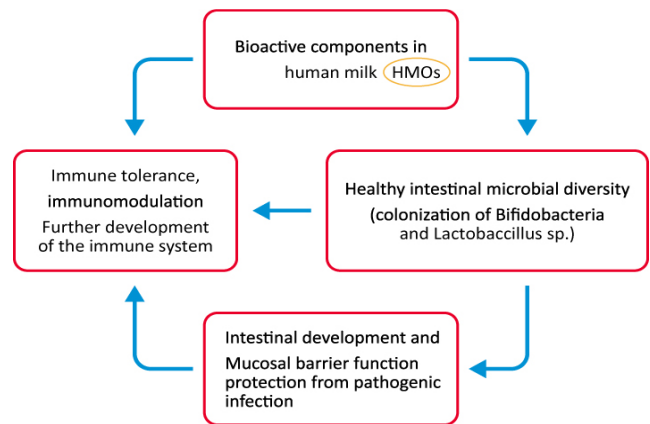 Bioactive components in
human milk HMOs
Immune tolerance,
immunomodulation
Further development
of the immune system
Healthy intestinal microbial diversity
(colonization of Bifidobacteria
and Lactobaccillus sp.)
Intestinal development and
Mucosal barrier function
protection from pathogenic
infection